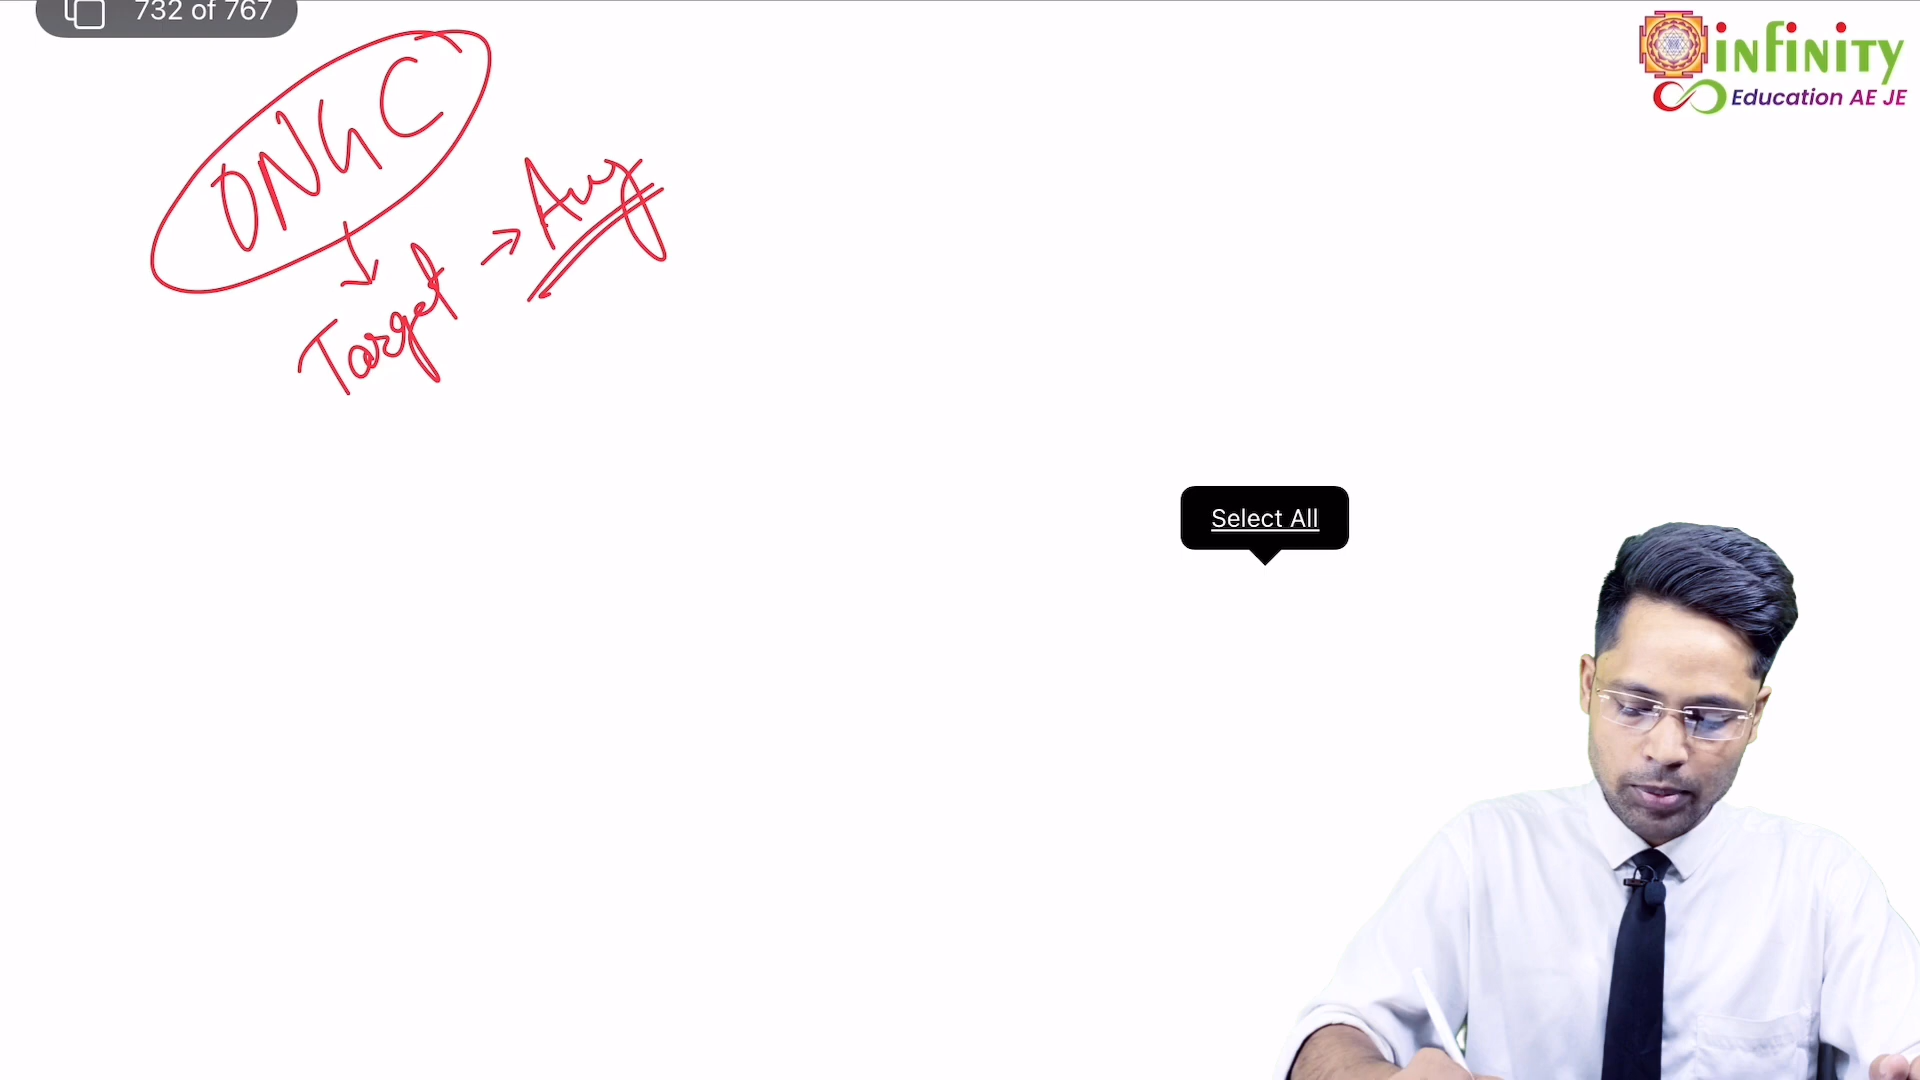 732 of 767
infinity
Education AE JE
ONGC
Target → Aug
Select All